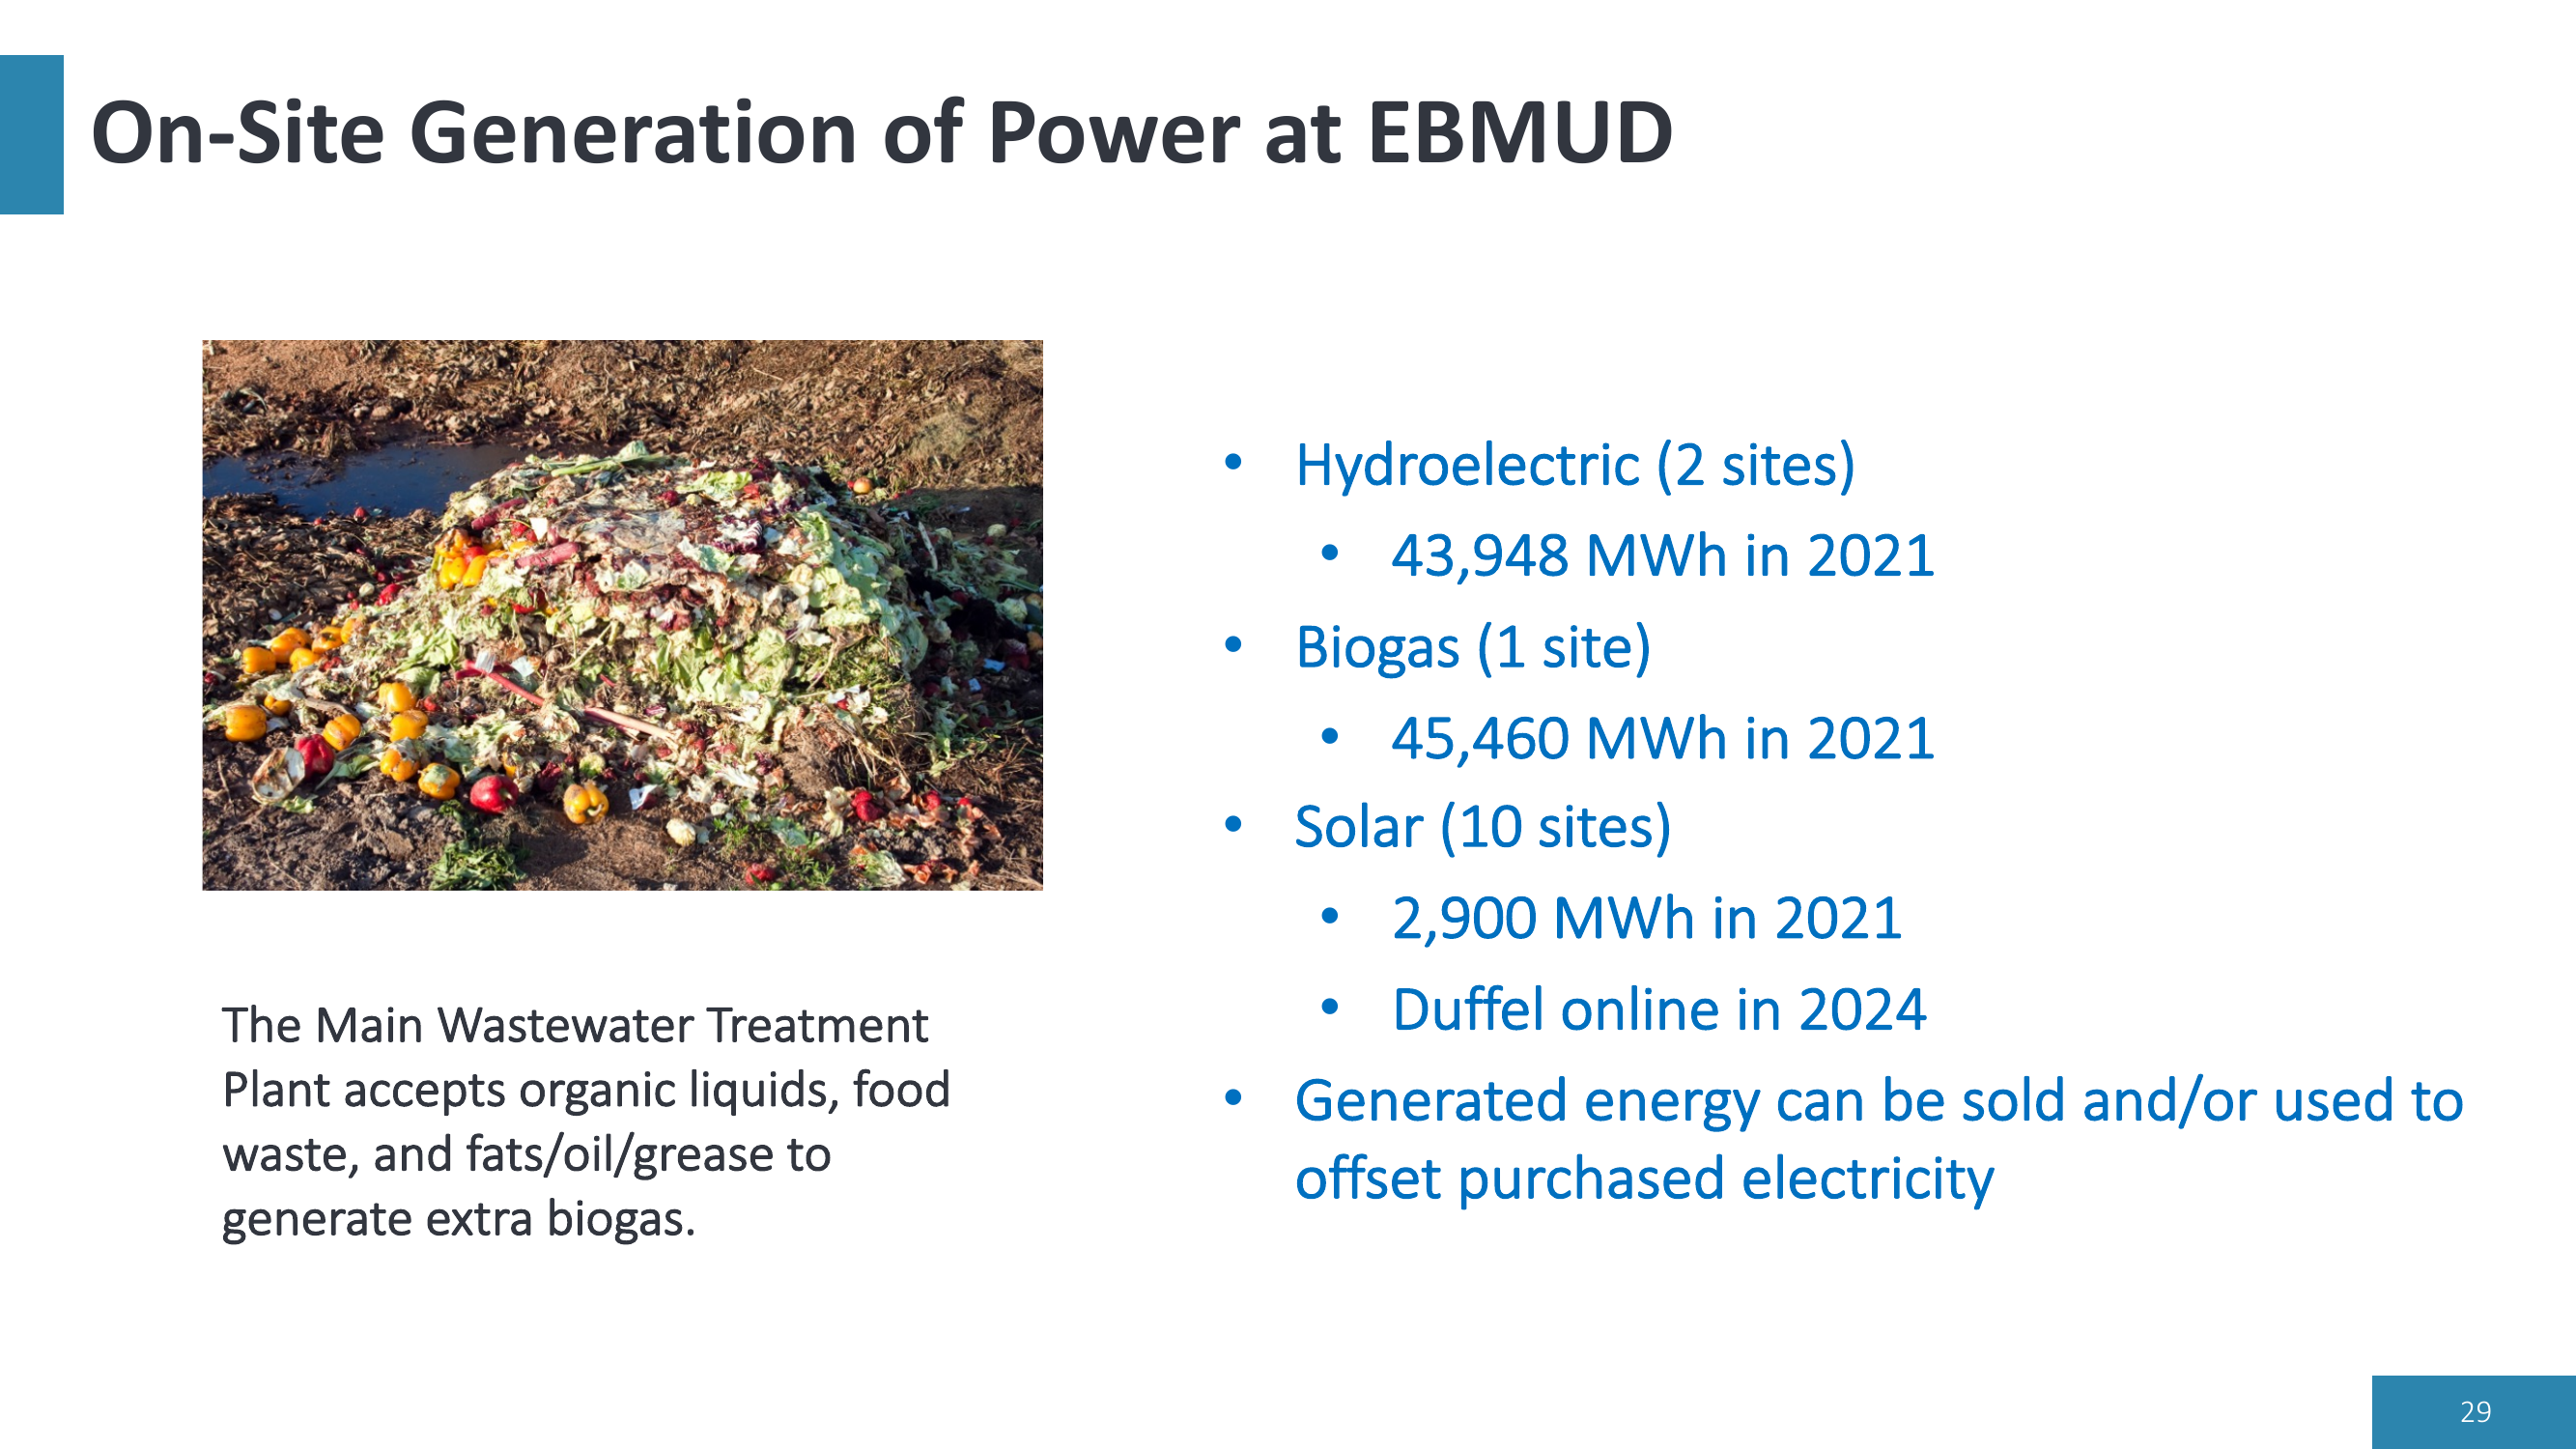 On-Site Generation of Power at EBMUD
The Main Wastewater Treatment
Plant accepts organic liquids, food
waste, and fats/oil/grease to
generate extra biogas.
• Hydroelectric (2 sites)
• 43,948 MWh in 2021
• Biogas (1 site)
• 45,460 MWh in 2021
• Solar (10 sites)
• 2,900 MWh in 2021
• Duffel online in 2024
• Generated energy can be sold and/or used to
offset purchased electricity
29